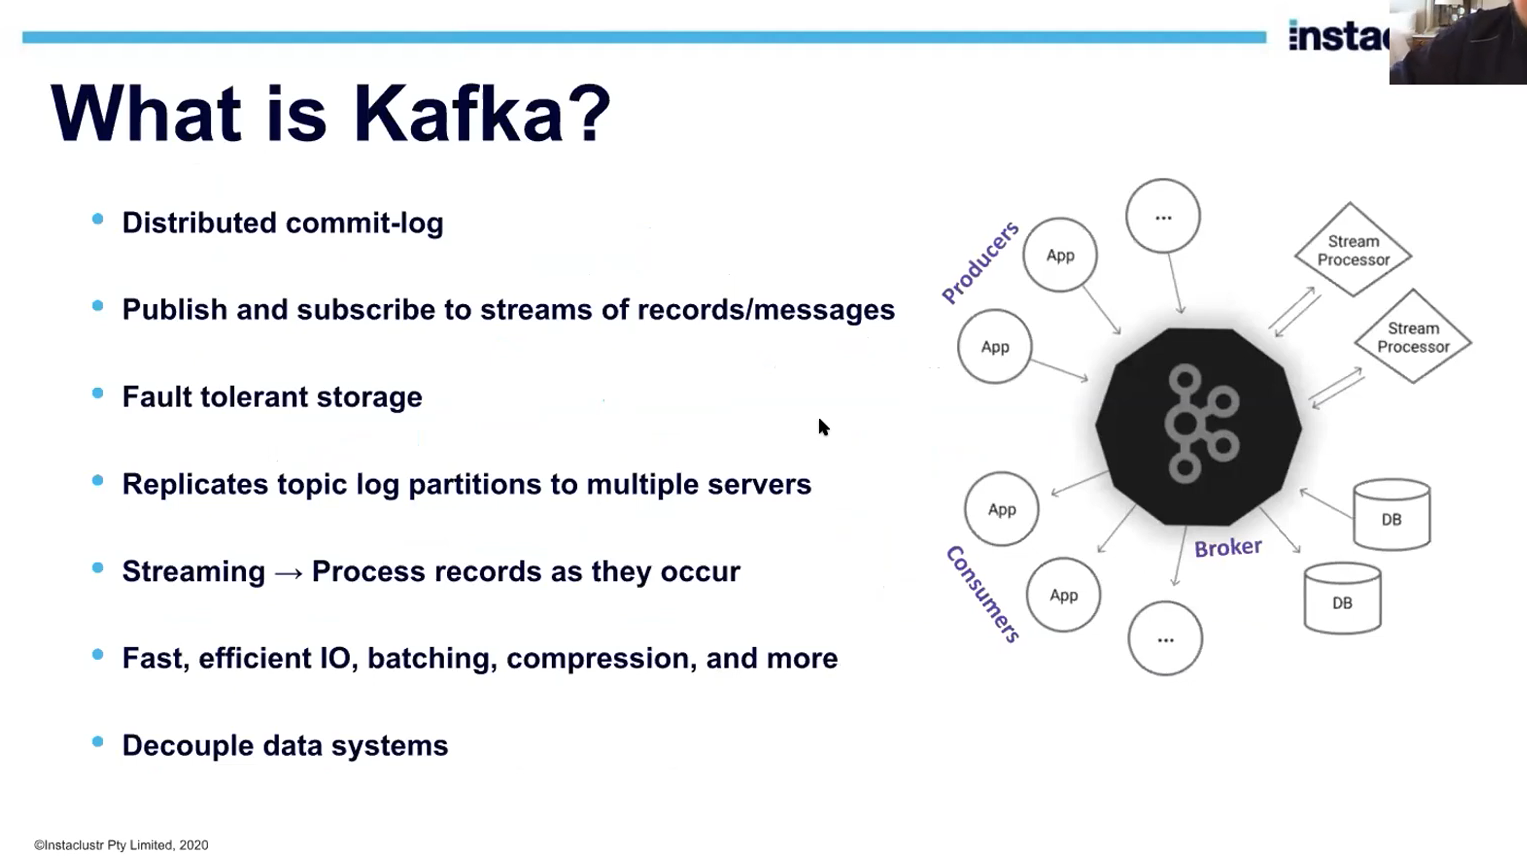 insta
What is Kafka?
Distributed commit-log
Publish and subscribe to streams of records/messages
Fault tolerant storage
Replicates topic log partitions to multiple servers
Streaming → Process records as they occur
Fast, efficient IO, batching, compression, and more
Decouple data systems
Producers
...
App
App
Stream
Processor
Stream
Processor
App
App
...
Consumers
Broker
DB
DB
©Instaclustr Pty Limited, 2020